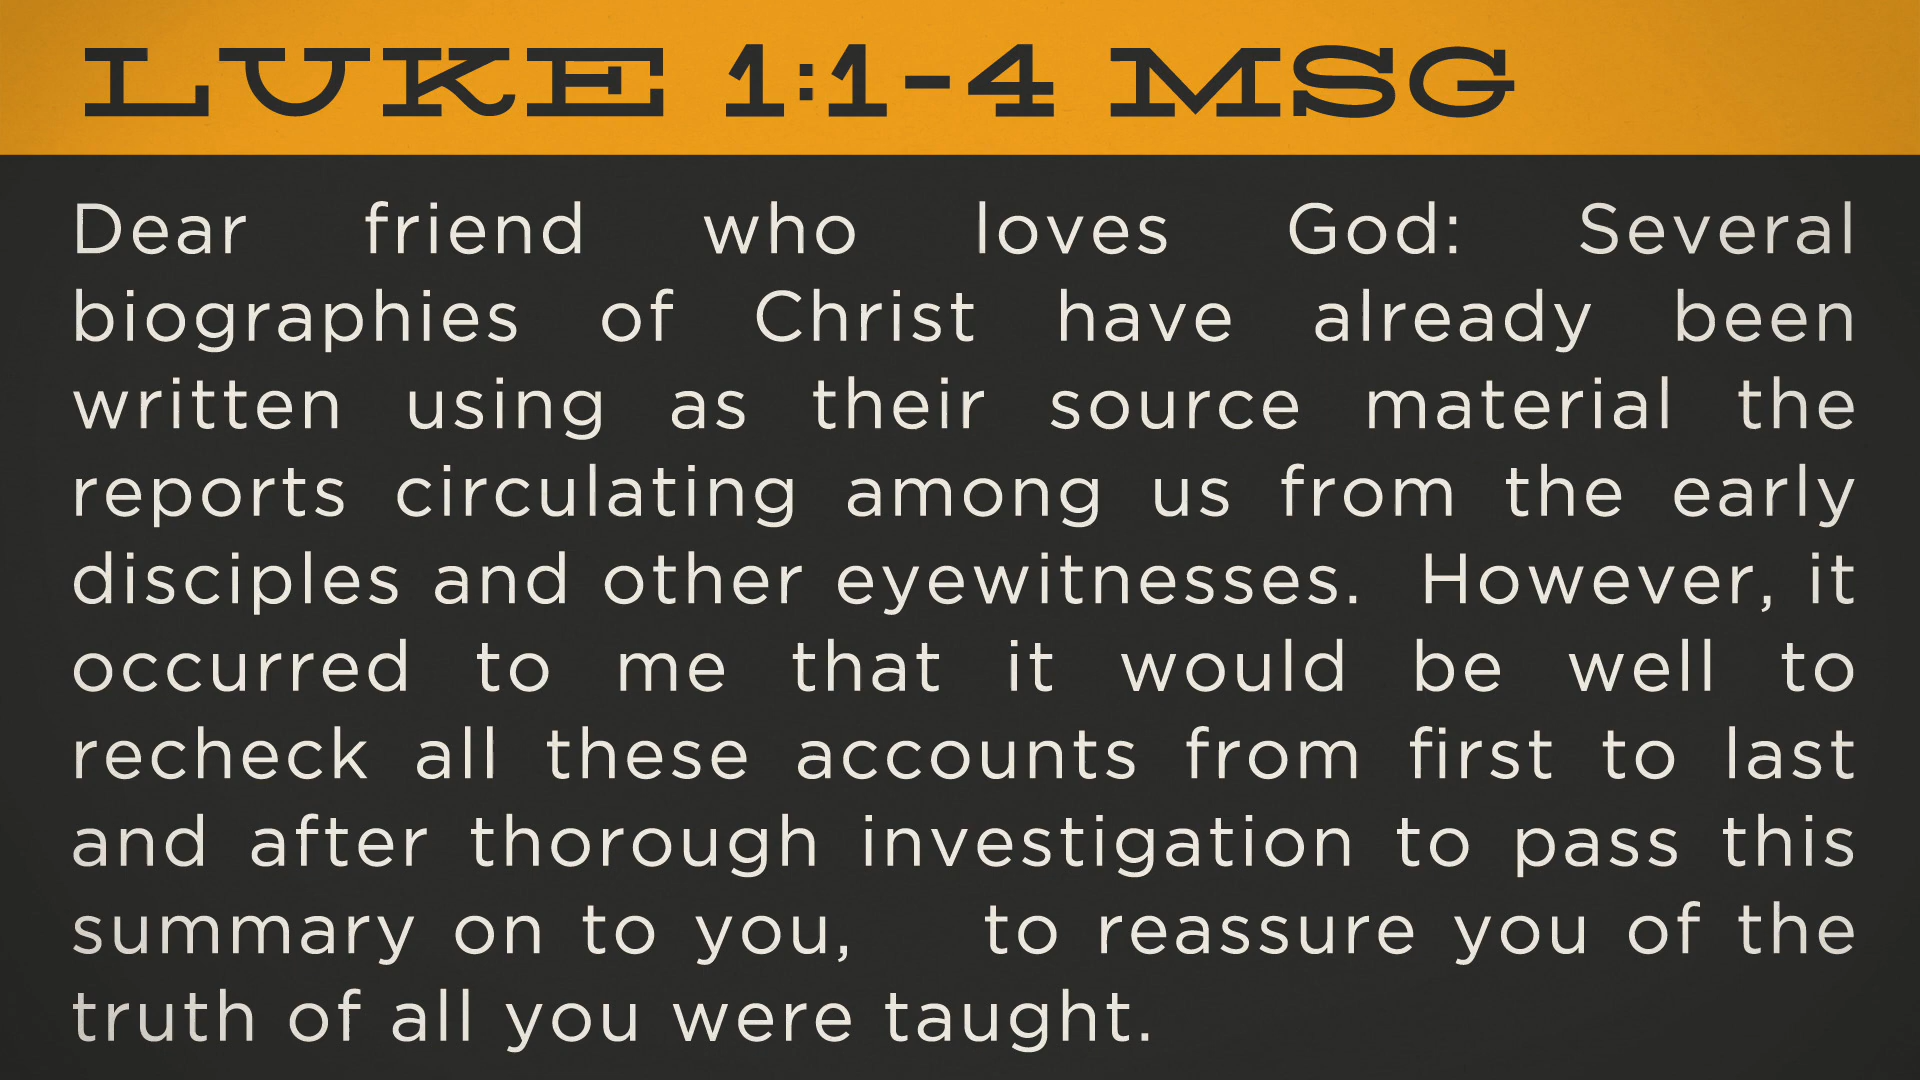 LUKE 1:1-4 MSG
Dear friend who loves God: Several
biographies of Christ have already been
written using as their source material the
reports circulating among us from the early
disciples and other eyewitnesses. However, it
occurred to me that it would be well to
recheck all these accounts from first to last
and after thorough investigation to pass this
summary on to you, to reassure you of the
truth of all you were taught.